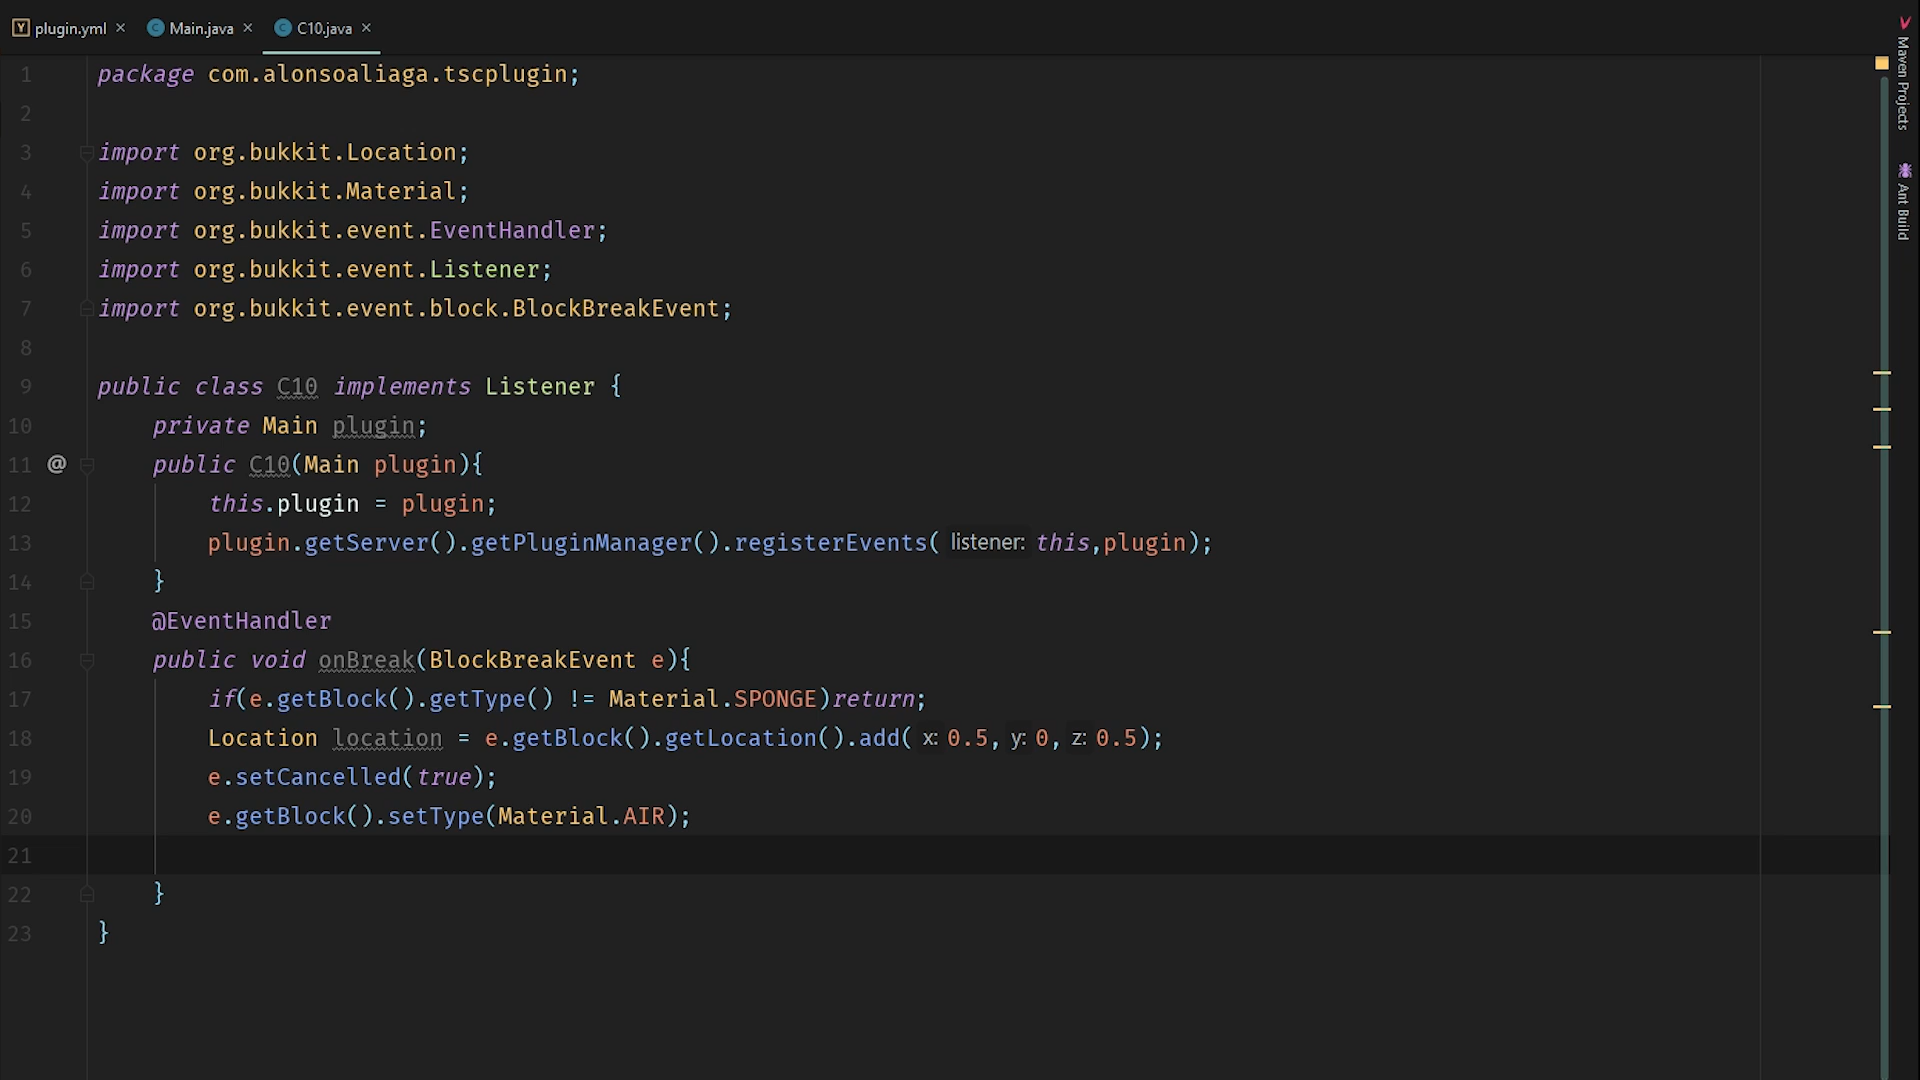 plugin.yml × Main.java × C10.java ×
1 package com.alonsoaliaga.tscplugin;
2
3 import org.bukkit.Location;
4 import org.bukkit.Material;
5 import org.bukkit.event.EventHandler;
6 import org.bukkit.event.Listener;
7 import org.bukkit.event.block.BlockBreakEvent;
8
9 public class C10 implements Listener {
10 private Main plugin;
11 @ public C10(Main plugin){
12 this.plugin = plugin;
13 plugin.getServer().getPluginManager().registerEvents( listener: this,plugin);
14 }
15 @EventHandler
16 public void onBreak(BlockBreakEvent e){
17 if(e.getBlock().getType() != Material.SPONGE)return;
18 Location location = e.getBlock().getLocation().add( x: 0.5, y: 0, z: 0.5);
19 e.setCancelled(true);
20 e.getBlock().setType(Material.AIR);
21
22 }
23 }
Maven Projects
Ant Build